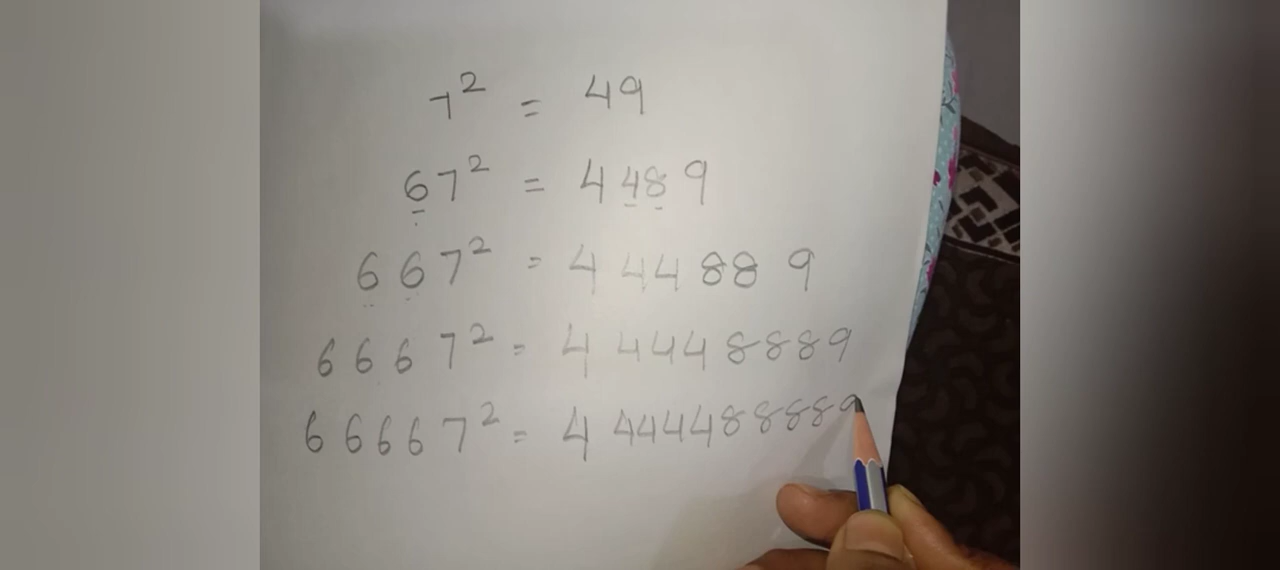 7² = 49
67² = 4489
667² = 444889
6667² = 44448889
66667² = 4444488889